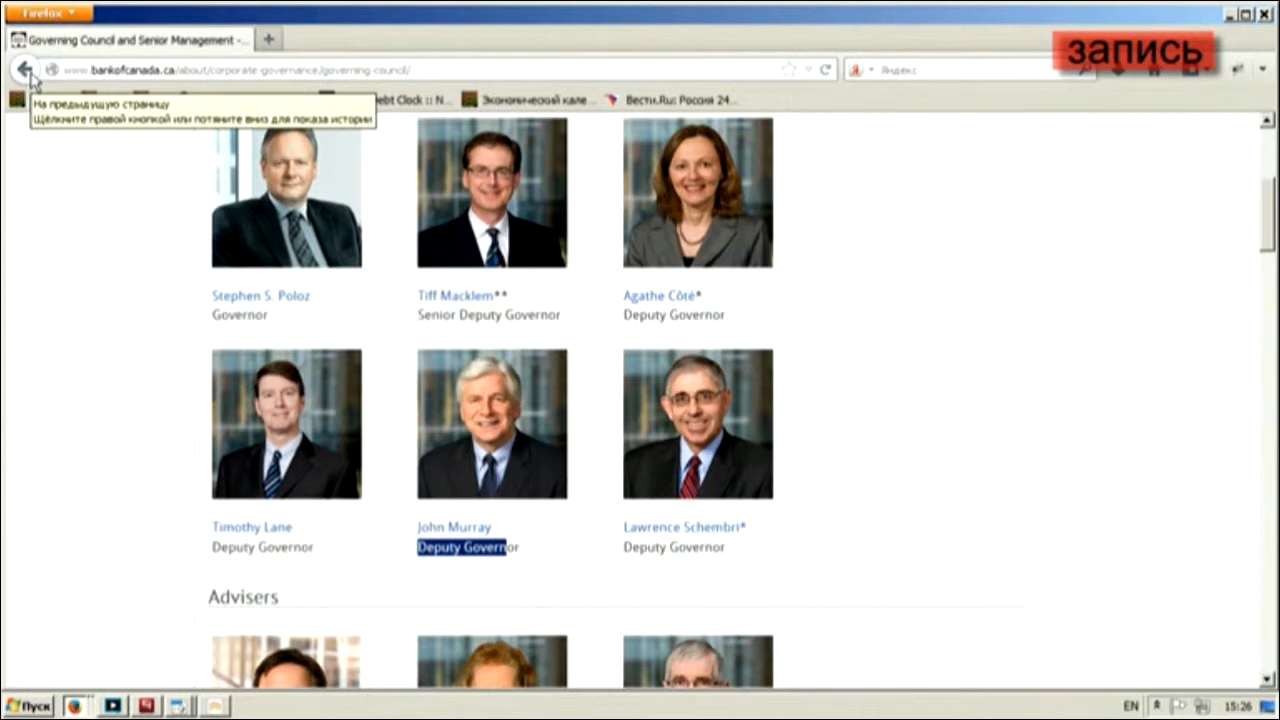 Firefox
Governing Council and Senior Management -...
запись
www.bankofcanada.ca/about/corporate-governance/governing-council/
Яндекс
ebt Clock :: N...
Экономический кале...
Вести.Ru: Россия 24...
На предыдущую страницу
Щёлкните правой кнопкой или потяните вниз для показа истории
Stephen S. Poloz
Governor
Tiff Macklem**
Senior Deputy Governor
Agathe Côté*
Deputy Governor
Timothy Lane
Deputy Governor
John Murray
Deputy Governor
Lawrence Schembri*
Deputy Governor
Advisers
Пуск
EN
15:26